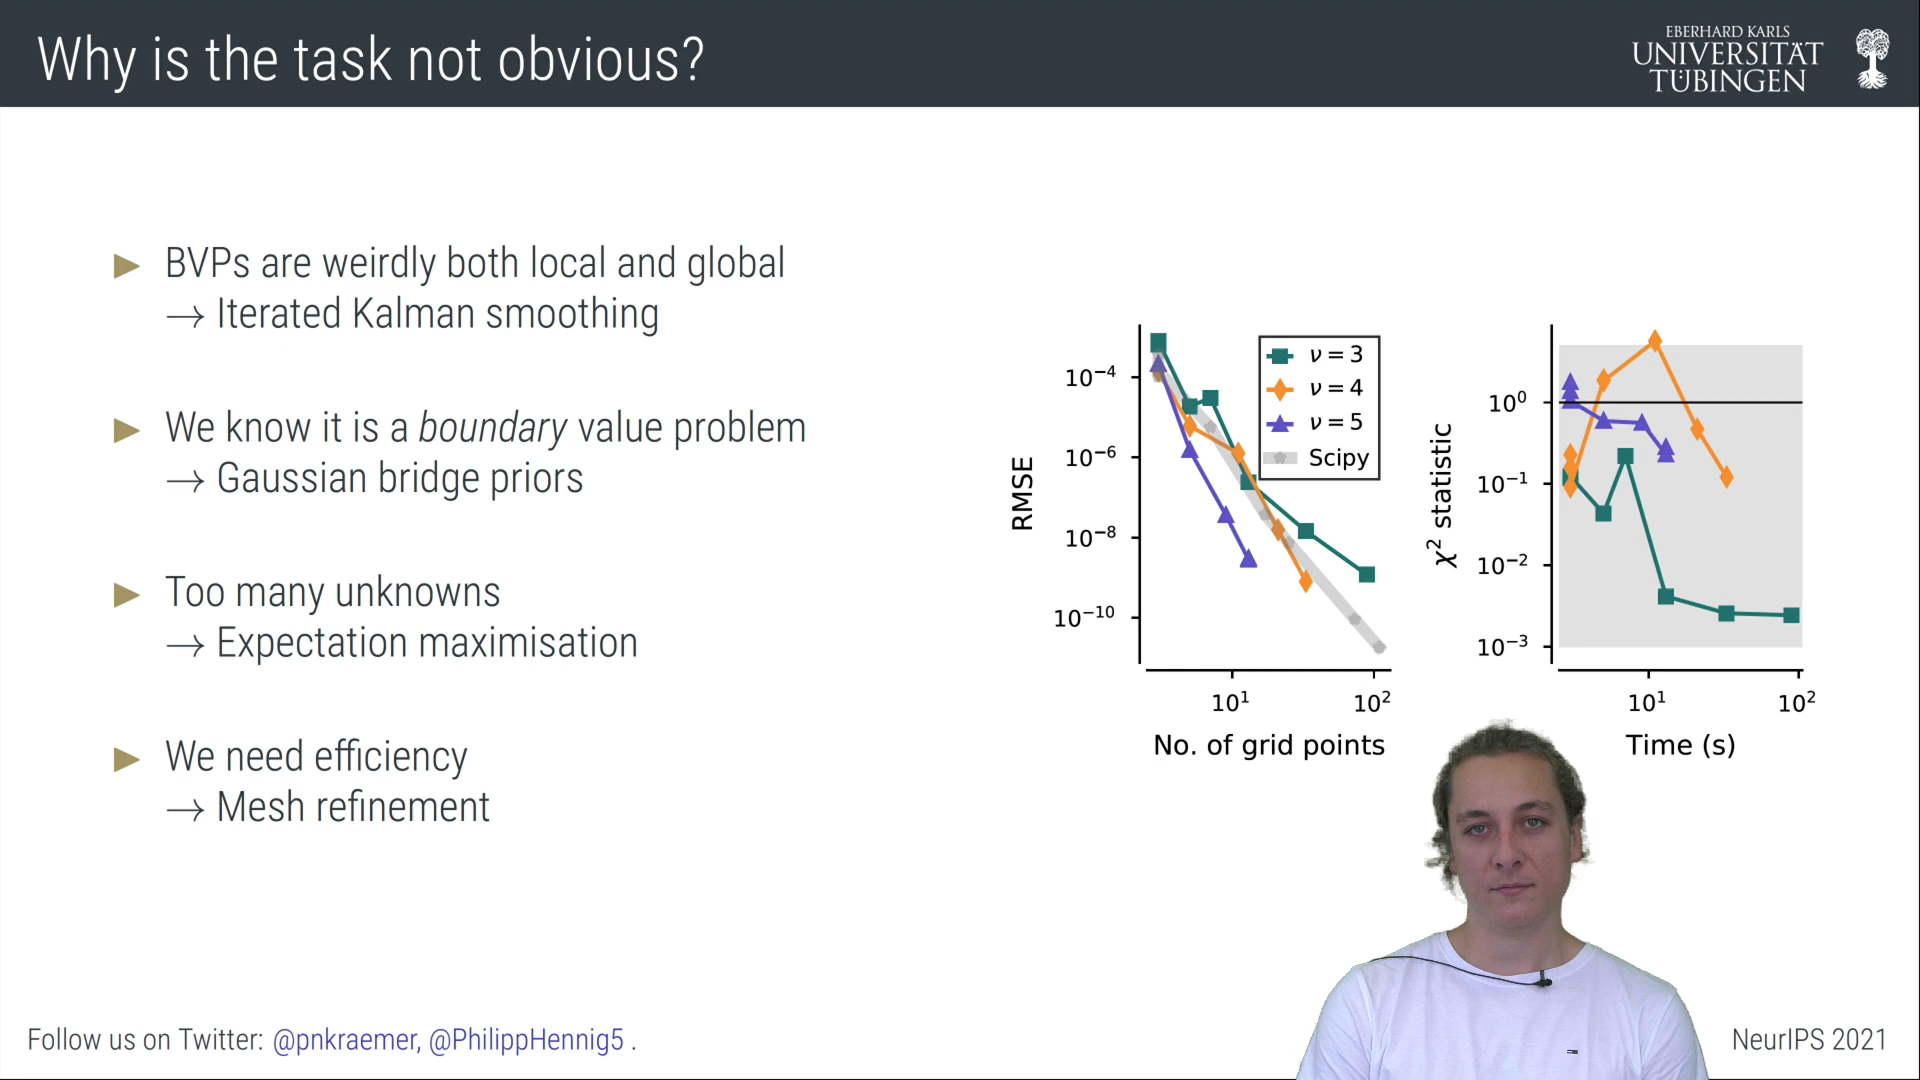 Why is the task not obvious?
EBERHARD KARLS
UNIVERSITÄT
TÜBINGEN
▶ BVPs are weirdly both local and global
→ Iterated Kalman smoothing
▶ We know it is a boundary value problem
→ Gaussian bridge priors
▶ Too many unknowns
→ Expectation maximisation
▶ We need efficiency
→ Mesh refinement
RMSE
10⁻⁴
10⁻⁶
10⁻⁸
10⁻¹⁰
10¹ 10²
No. of grid points
ν = 3
ν = 4
ν = 5
Scipy
χ² statistic
10⁰
10⁻¹
10⁻²
10⁻³
10¹ 10²
Time (s)
Follow us on Twitter: @pnkraemer, @PhilippHennig5 .
NeurIPS 2021